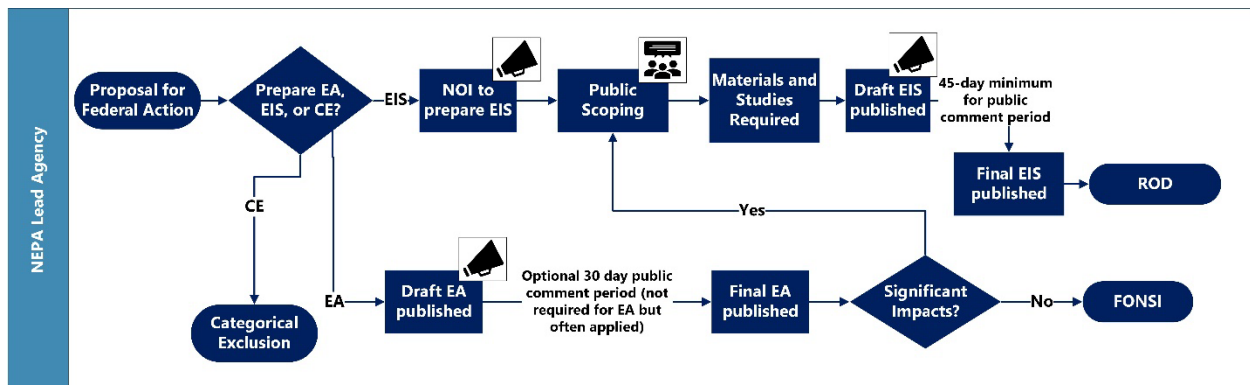 NEPA Lead Agency
Proposal for
Federal Action
Prepare EA,
EIS, or CE?
EIS
NOI to
prepare EIS
Public
Scoping
Materials and
Studies
Required
Draft EIS
published
45-day minimum
for public
comment period
Final EIS
published
ROD
CE
Categorical
Exclusion
EA
Draft EA
published
Optional 30 day public
comment period (not
required for EA but
often applied)
Final EA
published
Significant
Impacts?
Yes
No
FONSI